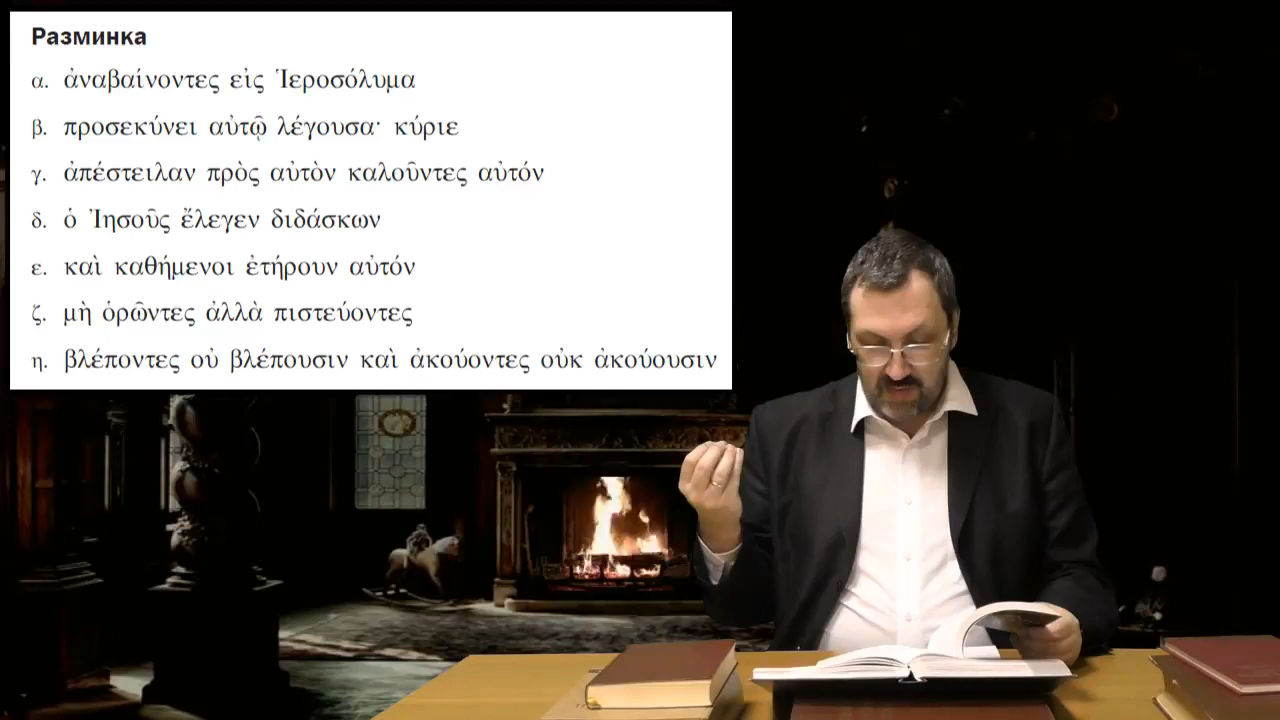 Разминка
α. ἀναβαίνοντες εἰς Ἱεροσόλυμα
β. προσεκύνει αὐτῷ λέγουσα· κύριε
γ. ἀπέστειλαν πρὸς αὐτὸν καλοῦντες αὐτόν
δ. ὁ Ἰησοῦς ἔλεγεν διδάσκων
ε. καὶ καθήμενοι ἐτήρουν αὐτόν
ζ. μὴ ὁρῶντες ἀλλὰ πιστεύοντες
η. βλέποντες οὐ βλέπουσιν καὶ ἀκούοντες οὐκ ἀκούουσιν